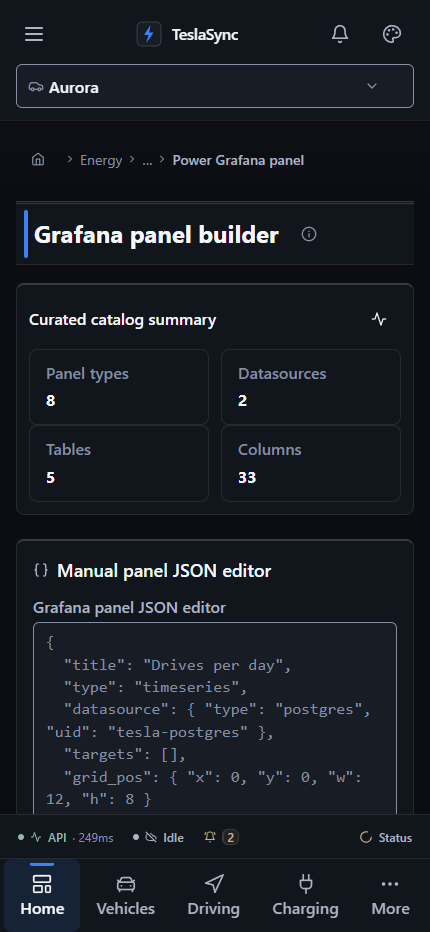 TeslaSync
Aurora
Energy ... Power Grafana panel
Grafana panel builder
Curated catalog summary
Panel types Datasources
8 2
Tables Columns
5 33
{} Manual panel JSON editor
Grafana panel JSON editor
{
"title": "Drives per day",
"type": "timeseries",
"datasource": { "type": "postgres",
"uid": "tesla-postgres" },
"targets": [],
"grid_pos": { "x": 0, "y": 0, "w":
12, "h": 8 }
API · 249ms Idle 2 Status
Home Vehicles Driving Charging More